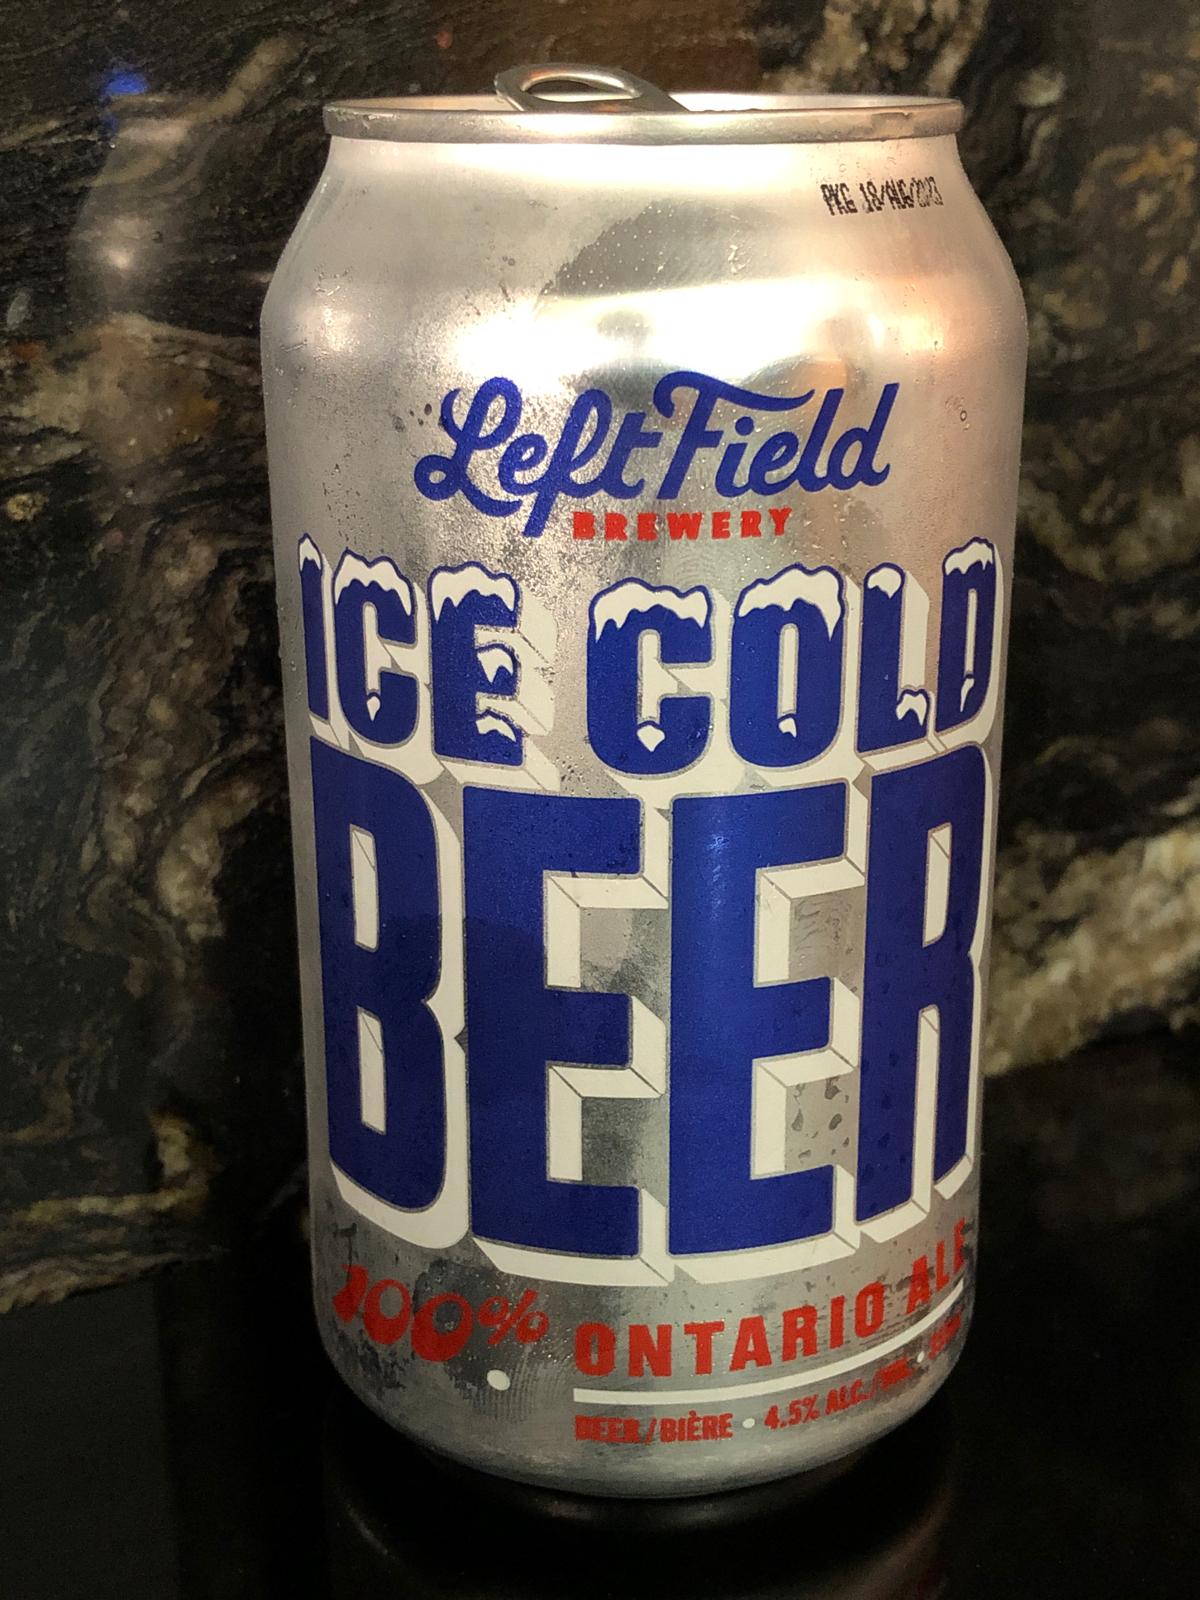 PKG 18/AUG/2023
Left Field
BREWERY
ICE COLD
BEER
100% ONTARIO ALE
BEER/BIÈRE • 4.5% ALC./VOL. •